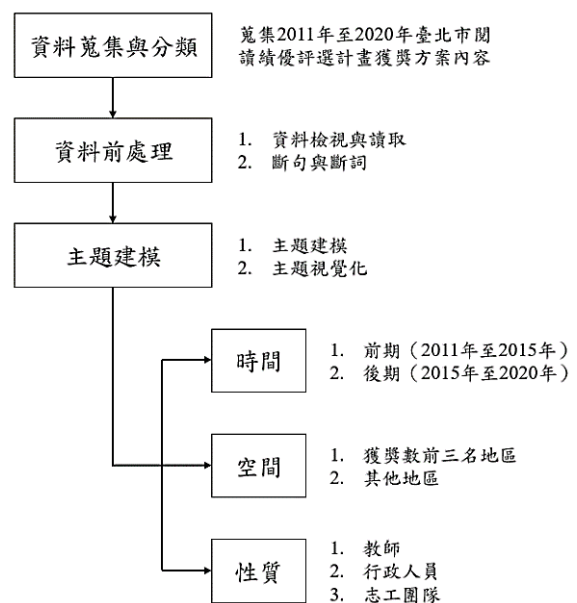 資料蒐集與分類
蒐集2011年至2020年臺北市閱
讀績優評選計畫獲獎方案內容
資料前處理
1. 資料檢視與讀取
2. 斷句與斷詞
主題建模
1. 主題建模
2. 主題視覺化
時間
1. 前期（2011年至2015年）
2. 後期（2015年至2020年）
空間
1. 獲獎數前三名地區
2. 其他地區
性質
1. 教師
2. 行政人員
3. 志工團隊